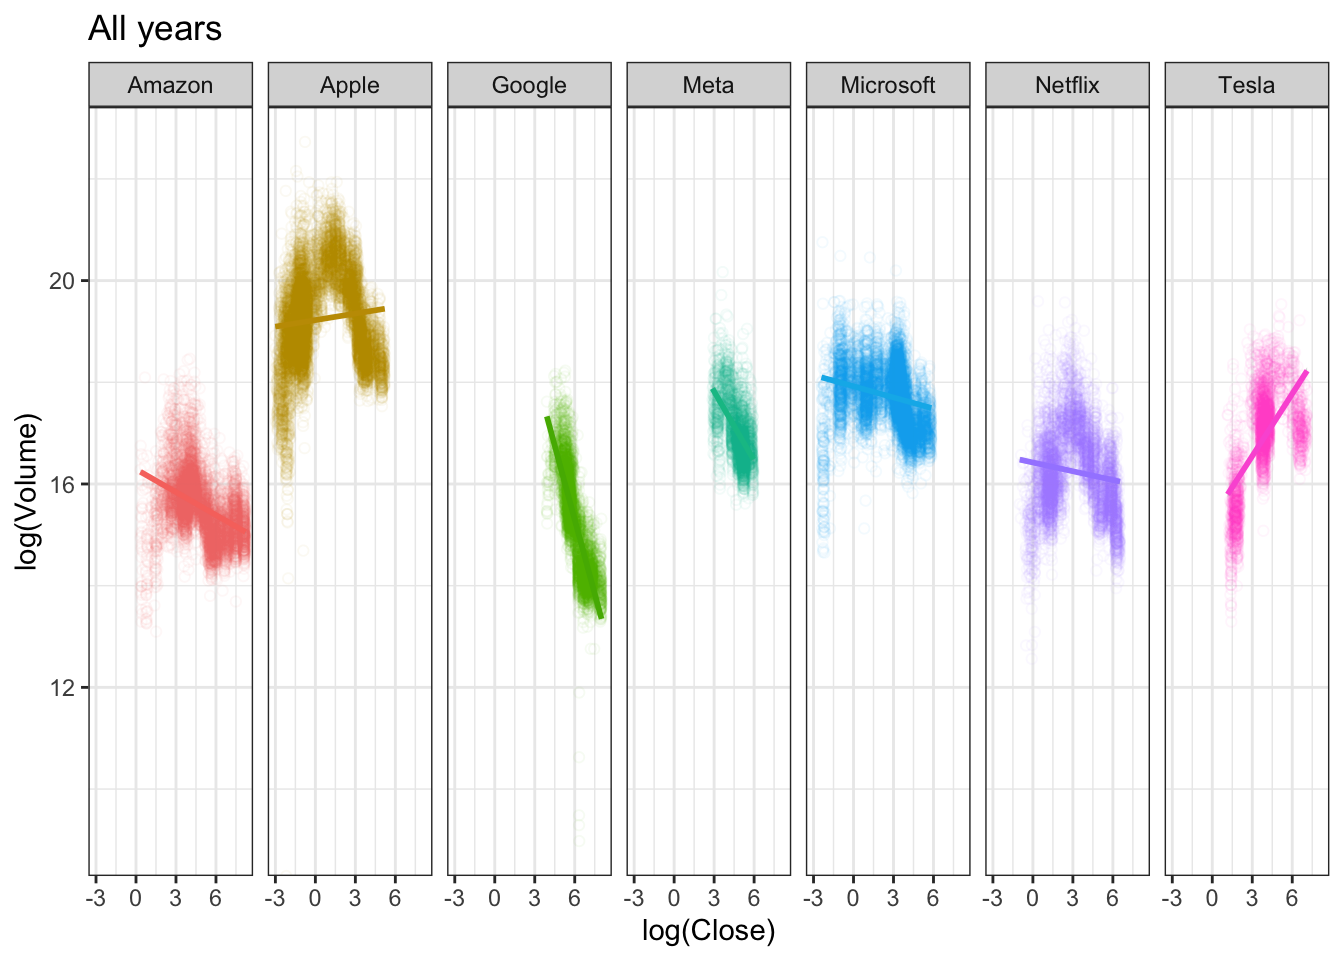 All years
Amazon Apple Google Meta Microsoft Netflix Tesla
log(Volume)
20
16
12
-3 0 3 6 -3 0 3 6 -3 0 3 6 -3 0 3 6 -3 0 3 6 -3 0 3 6 -3 0 3 6
log(Close)